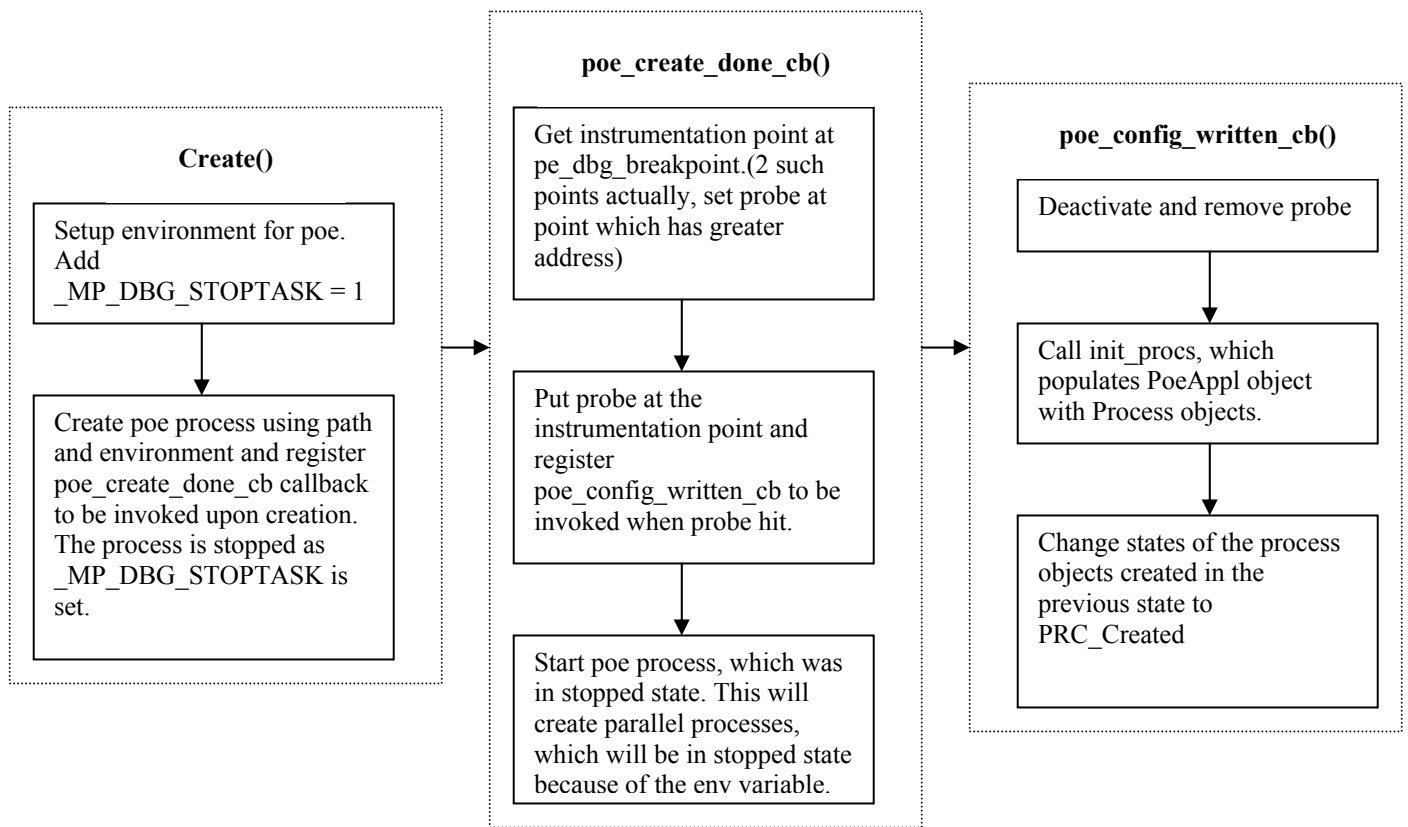 Create()
Setup environment for poe.
Add
_MP_DBG_STOPTASK = 1
Create poe process using path
and environment and register
poe_create_done_cb callback
to be invoked upon creation.
The process is stopped as
_MP_DBG_STOPTASK is
set.
poe_create_done_cb()
Get instrumentation point at
pe_dbg_breakpoint.(2 such
points actually, set probe at
point which has greater
address)
Put probe at the
instrumentation point and
register
poe_config_written_cb to be
invoked when probe hit.
Start poe process, which was
in stopped state. This will
create parallel processes,
which will be in stopped state
because of the env variable.
poe_config_written_cb()
Deactivate and remove probe
Call init_procs, which
populates PoeAppl object
with Process objects.
Change states of the process
objects created in the
previous state to
PRC_Created